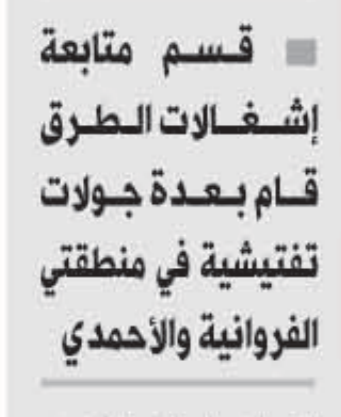 ■ قسم متابعة
إشغالات الطرق
قام بعدة جولات
تفتيشية في منطقتي
الفروانية والأحمدي